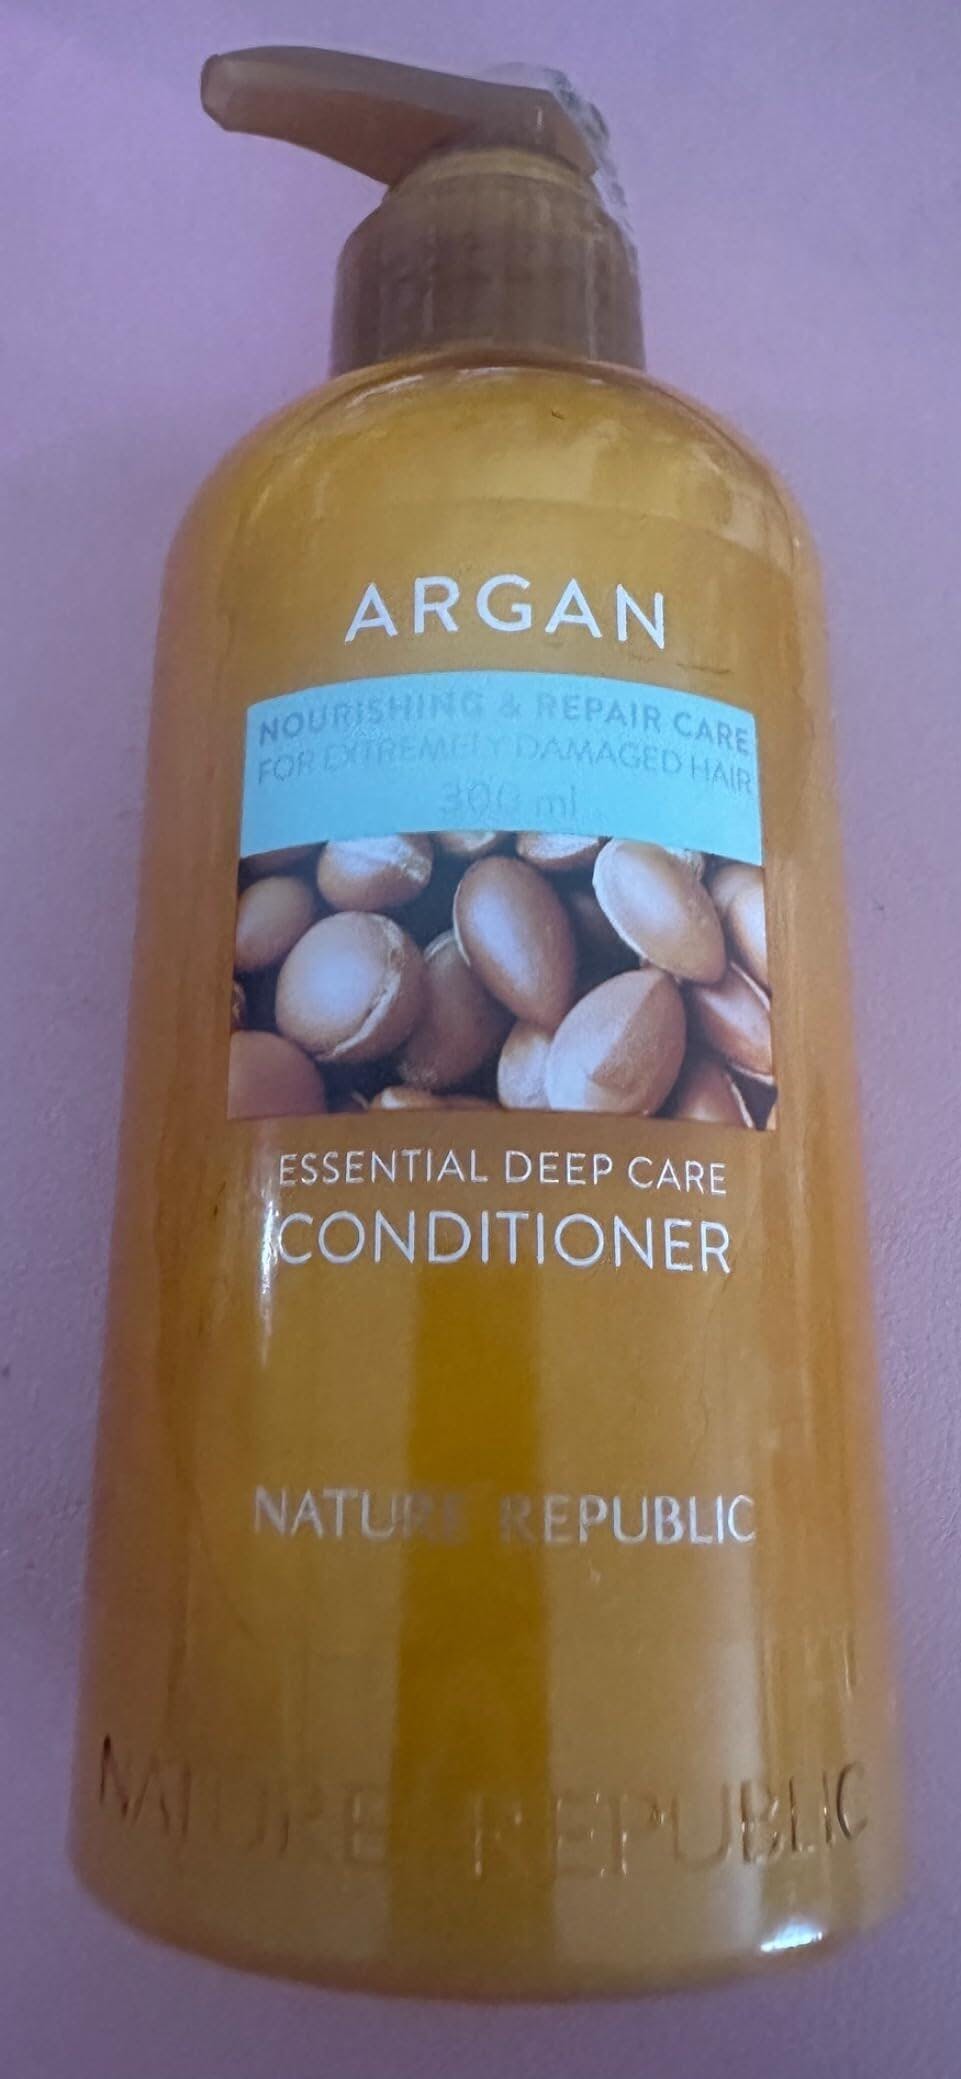 ARGAN
NOURISHING & REPAIR CARE
FOR EXTREMELY DAMAGED HAIR
300 ml
ESSENTIAL DEEP CARE
CONDITIONER
NATURE REPUBLIC
NATURE REPUBLIC